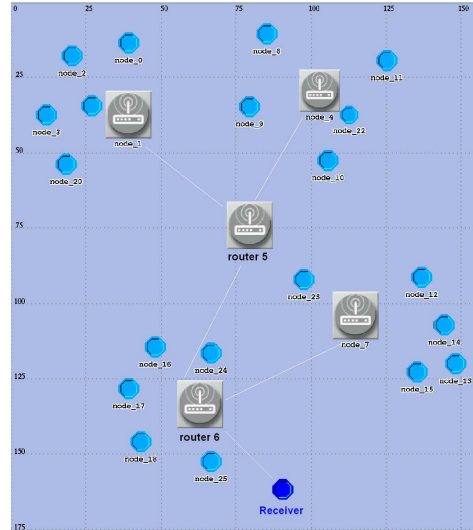 0
25
50
75
100
125
150
node_8
node_0
node_2
node_11
25
node_9
node_4
node_22
node_3
node_1
50
node_10
node_20
75
router 5
node_23
node_12
100
node_7
node_14
node_16
node_24
node_13
125
node_17
node_15
router 6
150
node_18
node_25
Receiver
175